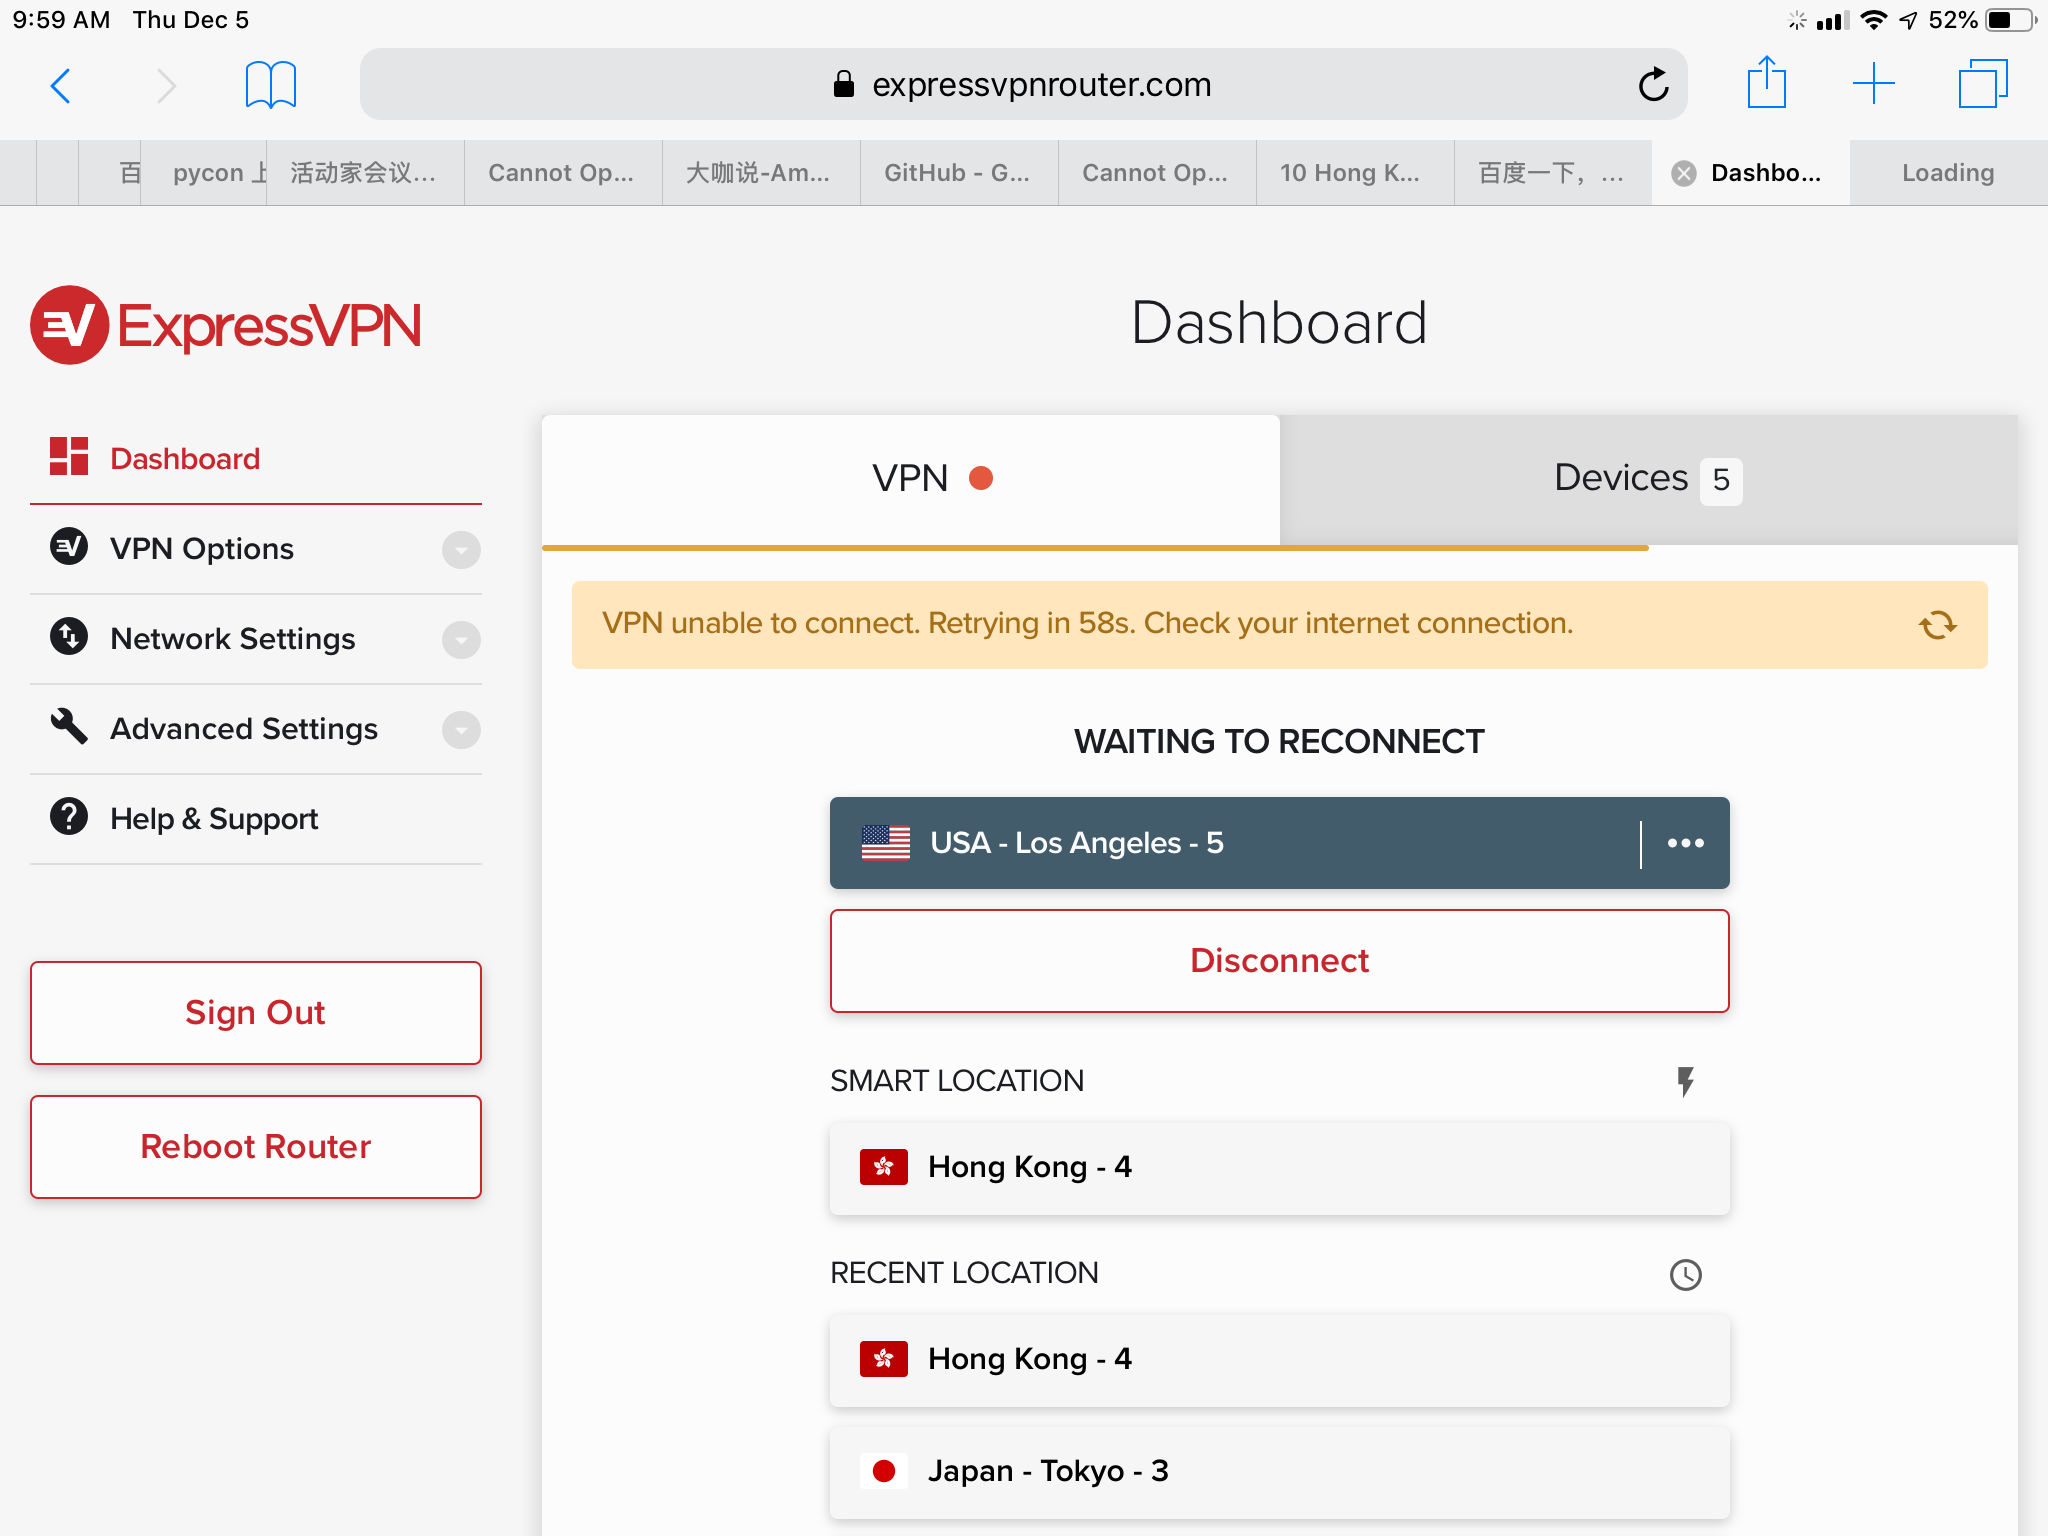 9:59 AM Thu Dec 5
52%
expressvpnrouter.com
百
pycon 上
活动家会议...
Cannot Op...
大咖说-Am...
GitHub - G...
Cannot Op...
10 Hong K...
百度一下，...
Dashbo...
Loading
ExpressVPN
Dashboard
Dashboard
VPN Options
Network Settings
Advanced Settings
Help & Support
Sign Out
Reboot Router
VPN
Devices 5
VPN unable to connect. Retrying in 58s. Check your internet connection.
WAITING TO RECONNECT
USA - Los Angeles - 5
Disconnect
SMART LOCATION
Hong Kong - 4
RECENT LOCATION
Hong Kong - 4
Japan - Tokyo - 3